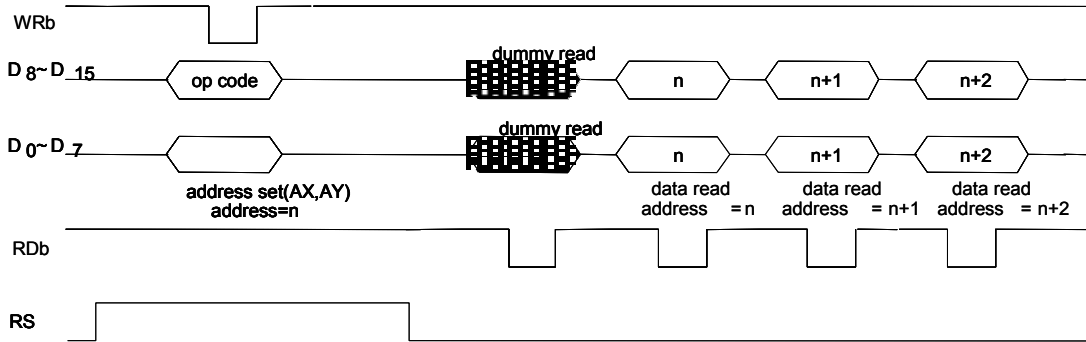 WRb
dummy read
D 8~ D 15 op code n n+1 n+2
dummy read
D 0~ D 7 n n+1 n+2
address set(AX,AY) data read data read data read
address=n address = n address = n+1 address = n+2
RDb
RS